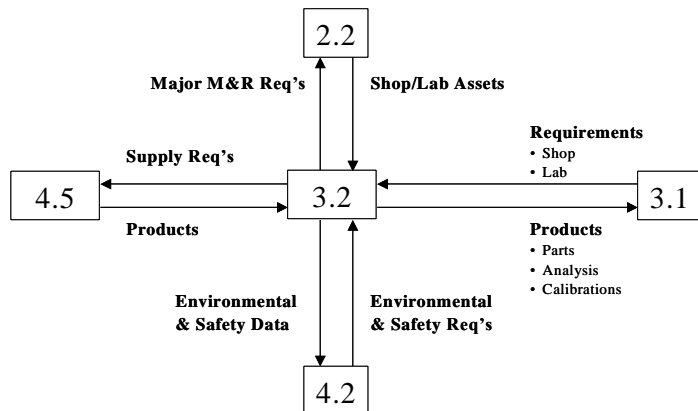 2.2
Major M&R Req's
Shop/Lab Assets
Requirements
• Shop
• Lab
Supply Req's
4.5
3.2
3.1
Products
Products
• Parts
• Analysis
• Calibrations
Environmental
& Safety Data
Environmental
& Safety Req's
4.2